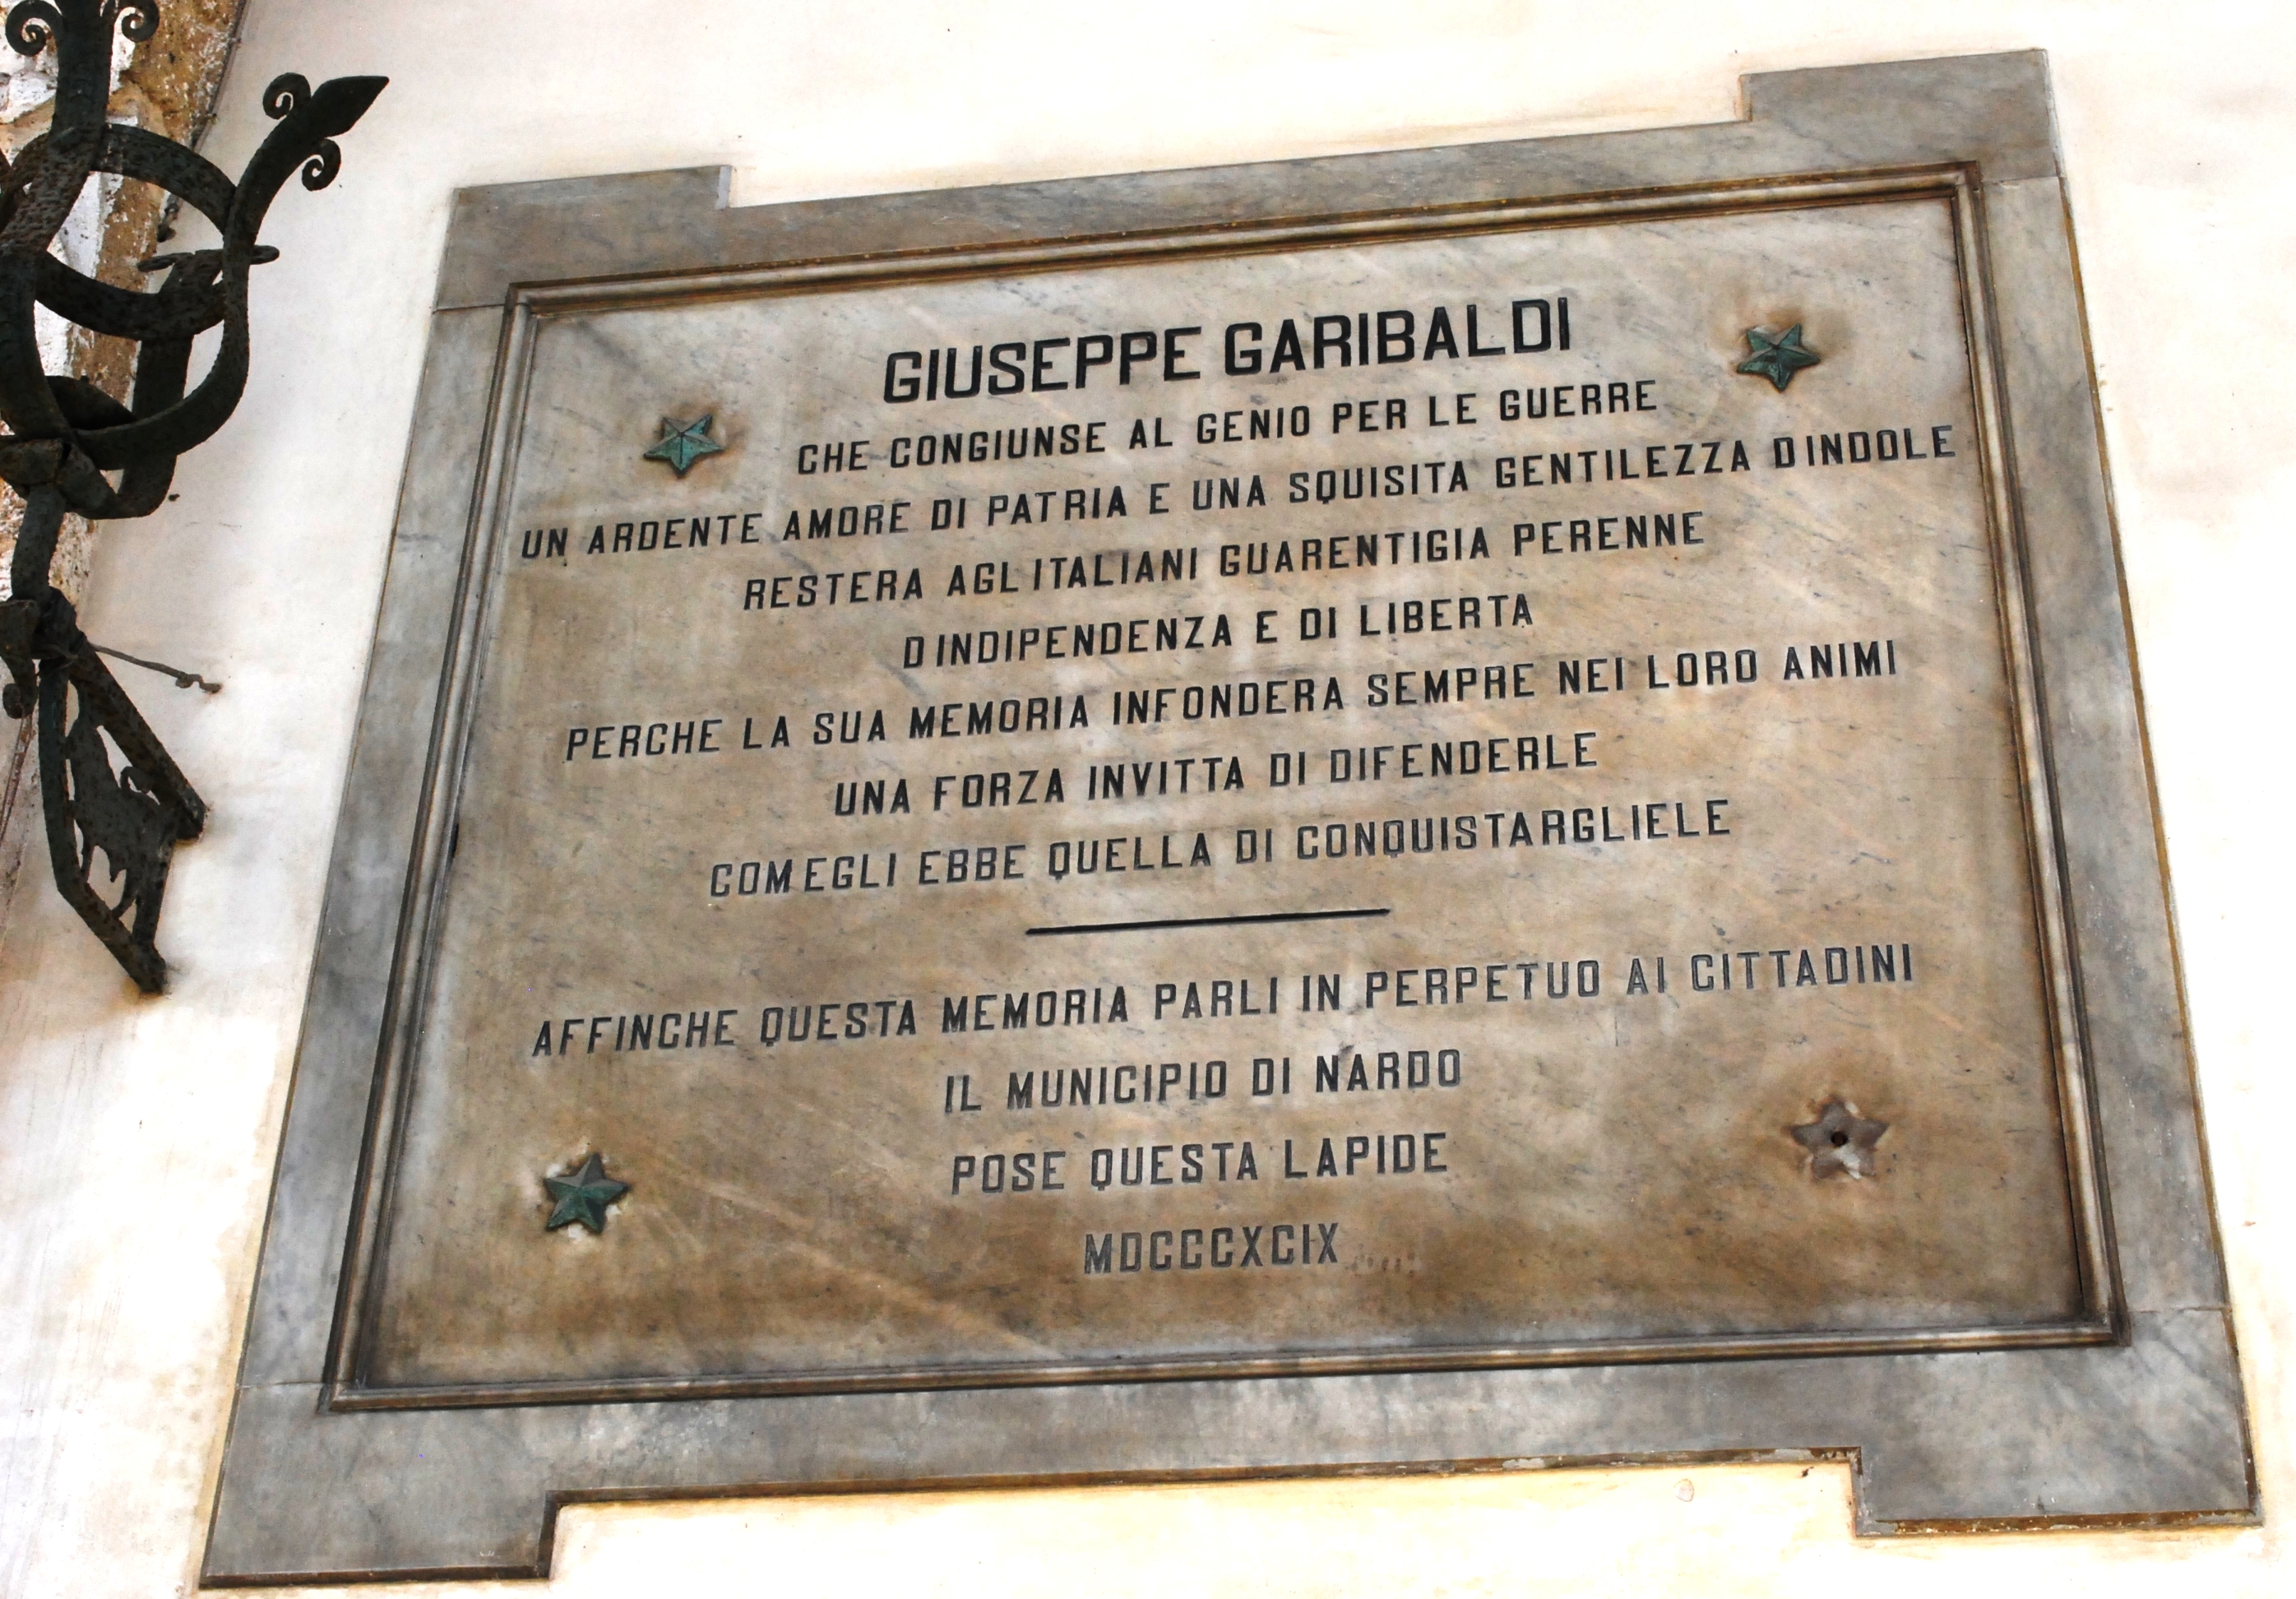 GIUSEPPE GARIBALDI
CHE CONGIUNSE AL GENIO PER LE GUERRE
UN ARDENTE AMORE DI PATRIA E UNA SQUISITA GENTILEZZA D INDOLE
RESTERA AGL ITALIANI GUARENTIGIA PERENNE
D INDIPENDENZA E DI LIBERTA
PERCHE LA SUA MEMORIA INFONDERA SEMPRE NEI LORO ANIMI
UNA FORZA INVITTA DI DIFENDERLE
COM EGLI EBBE QUELLA DI CONQUISTARGLIELE
AFFINCHE QUESTA MEMORIA PARLI IN PERPETUO AI CITTADINI
IL MUNICIPIO DI NARDO
POSE QUESTA LAPIDE
MDCCCXCIX